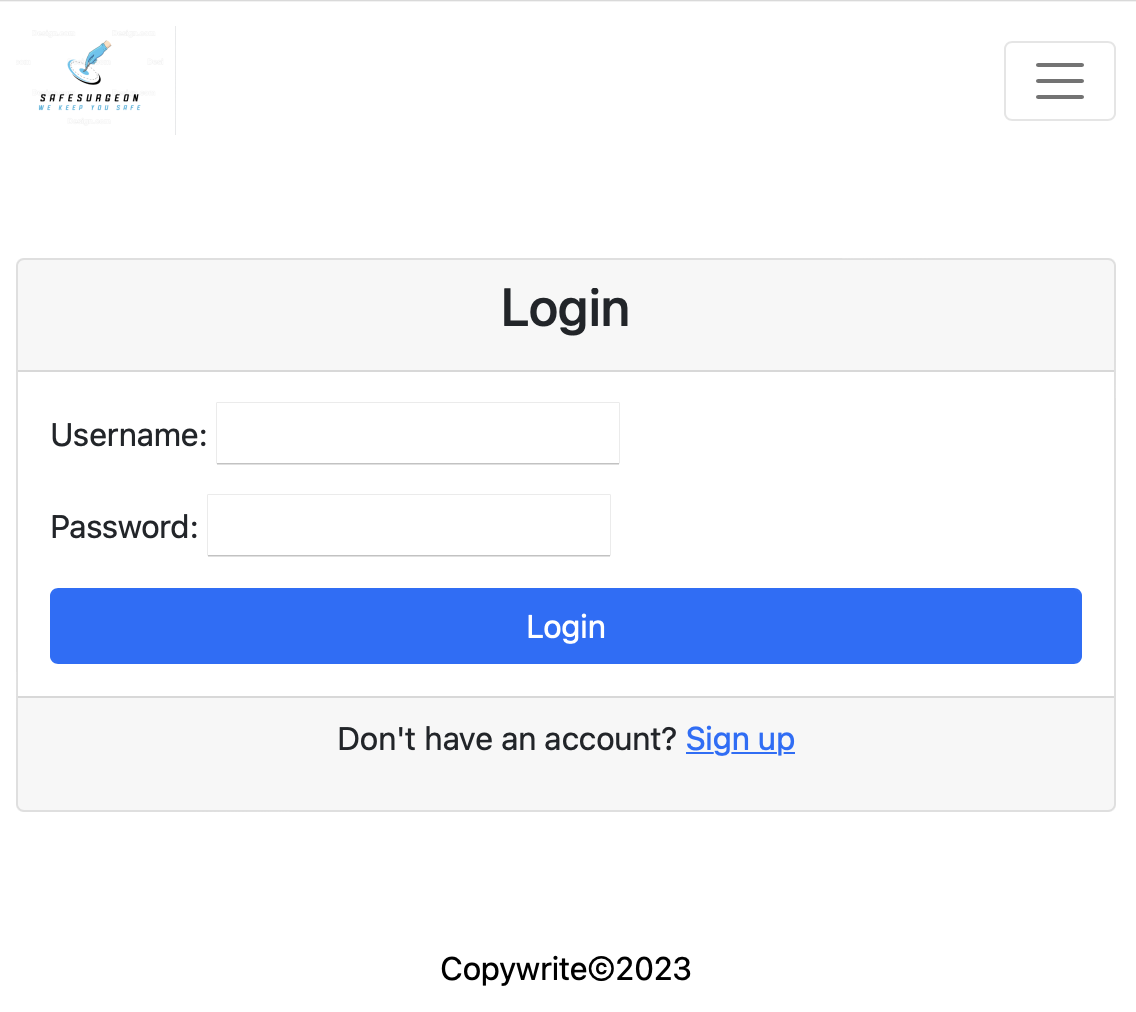 SAFESURGEON
WE KEEP YOU SAFE
Login
Username:
Password:
Login
Don't have an account? Sign up
Copywrite©2023